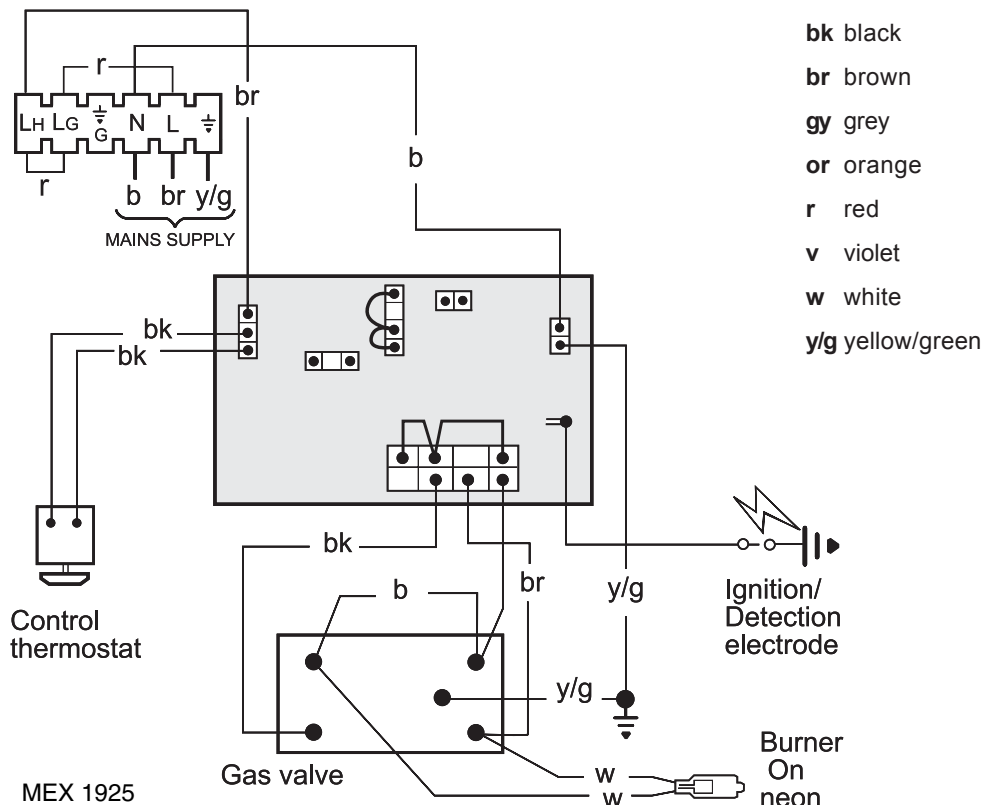 bk black
br brown
gy grey
or orange
r red
v violet
w white
y/g yellow/green
r
br
LH LG G N L
r
b br y/g
MAINS SUPPLY
b
bk
bk
bk
br
b
y/g
y/g
Control
thermostat
Ignition/
Detection
electrode
Gas valve
Burner
On
neon
w
w
MEX 1925